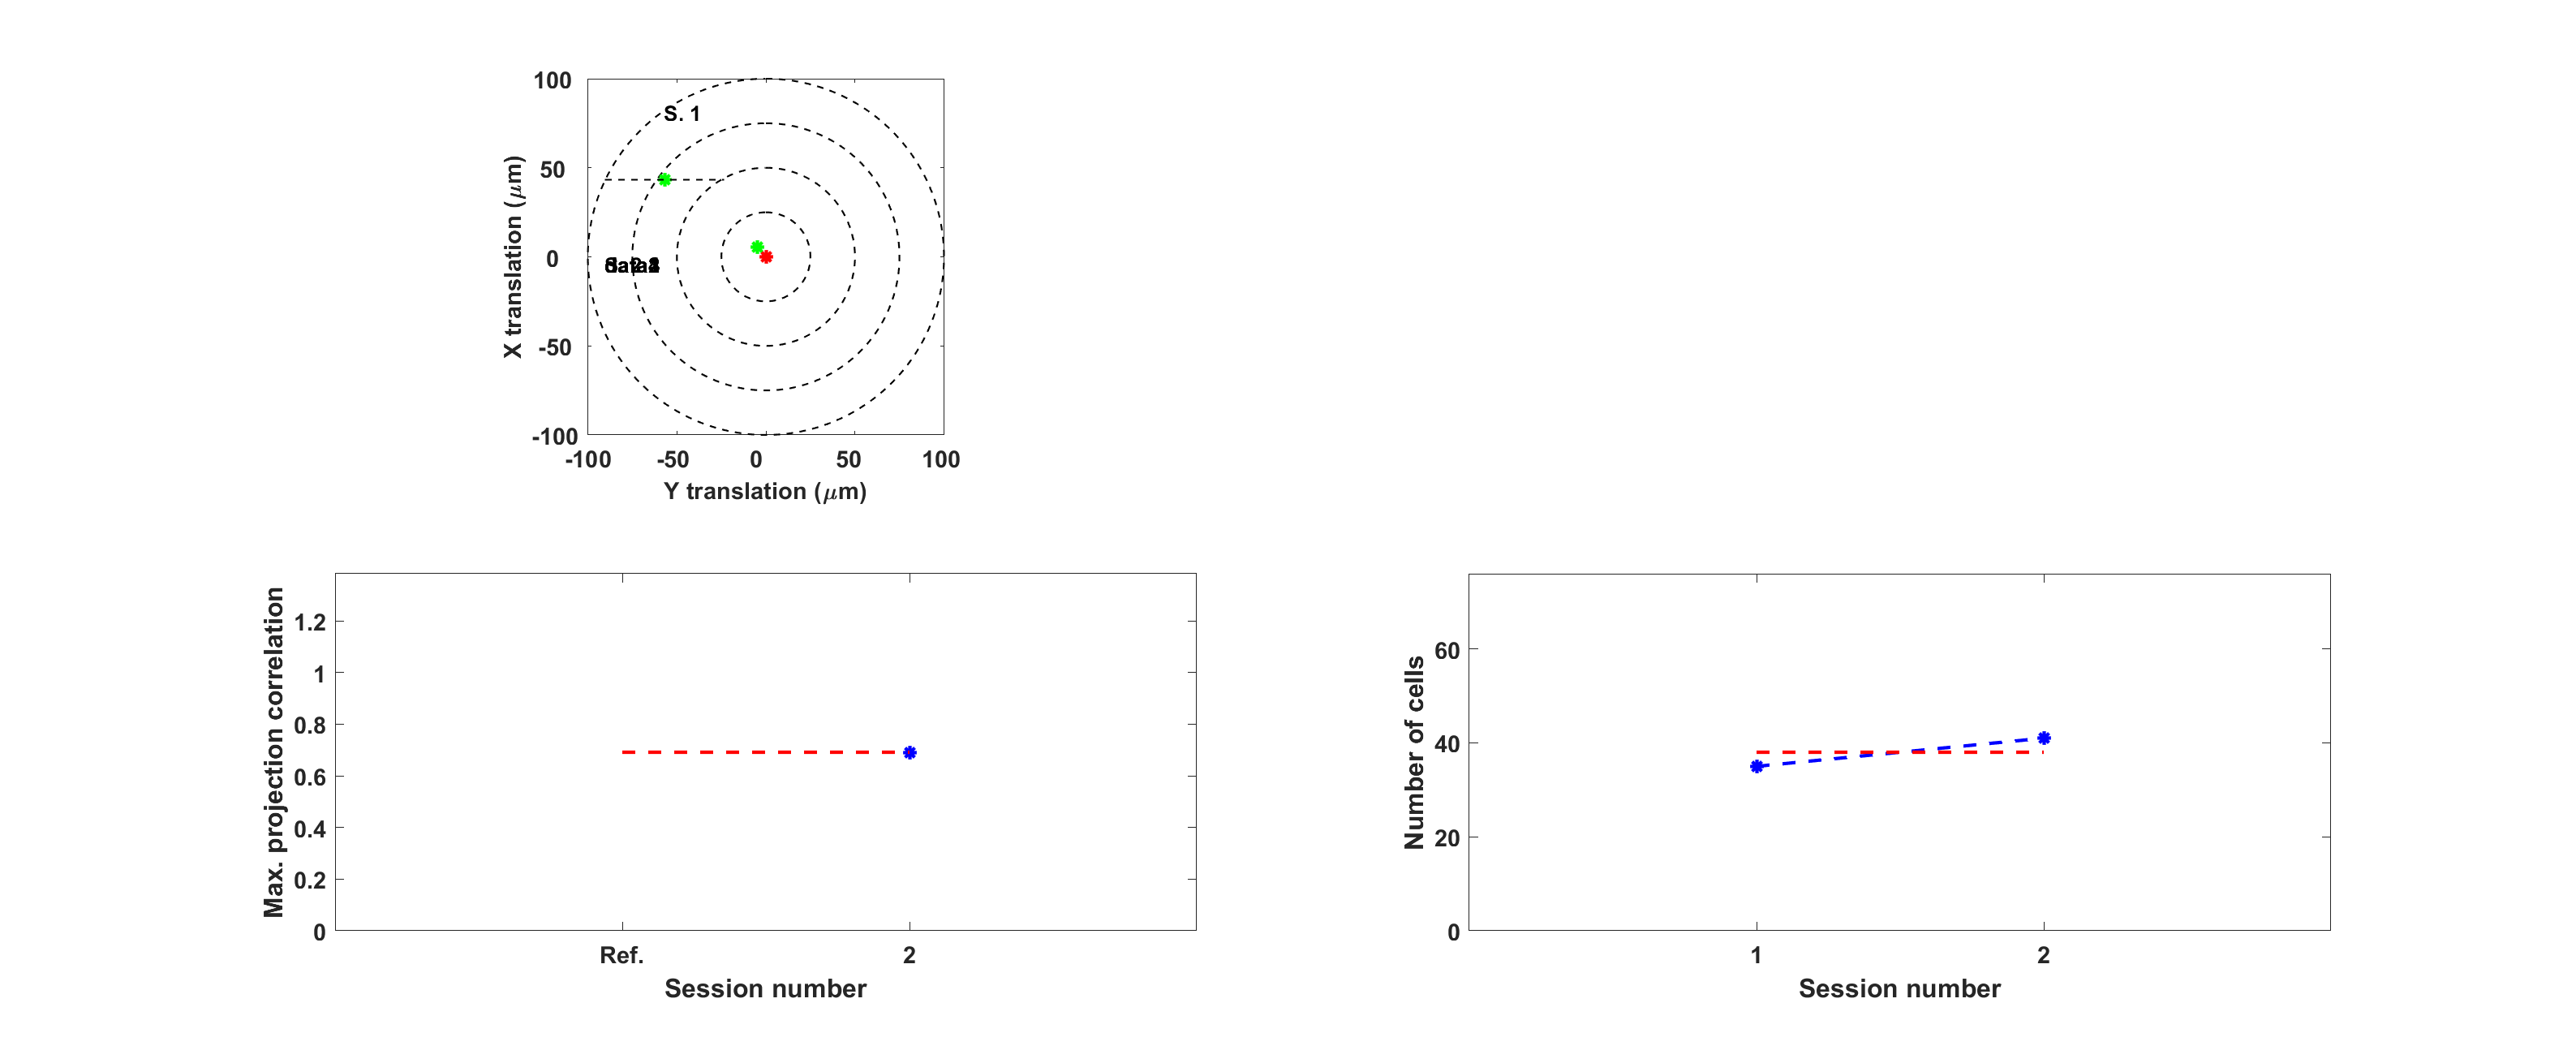 100
S. 1
50
0
-50
-100
-100 -50 0 50 100
X translation (μm)
Y translation (μm)
1.2
1
0.8
0.6
0.4
0.2
0
Max. projection correlation
Ref. 2
Session number
60
40
20
0
Number of cells
1 2
Session number